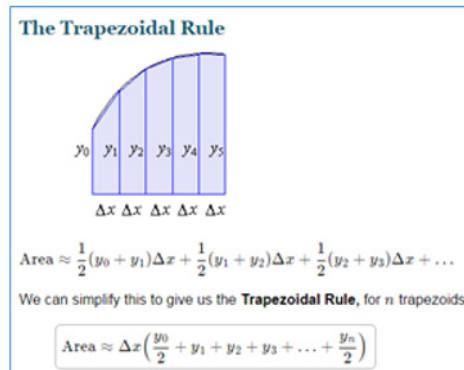 The Trapezoidal Rule
y₀ y₁ y₂ y₃ y₄ y₅
Δx Δx Δx Δx Δx
Area ≈ 1/2(y₀ + y₁)Δx + 1/2(y₁ + y₂)Δx + 1/2(y₂ + y₃)Δx + …
We can simplify this to give us the Trapezoidal Rule, for n trapezoids
Area ≈ Δx(y₀/2 + y₁ + y₂ + y₃ + … + yₙ/2)